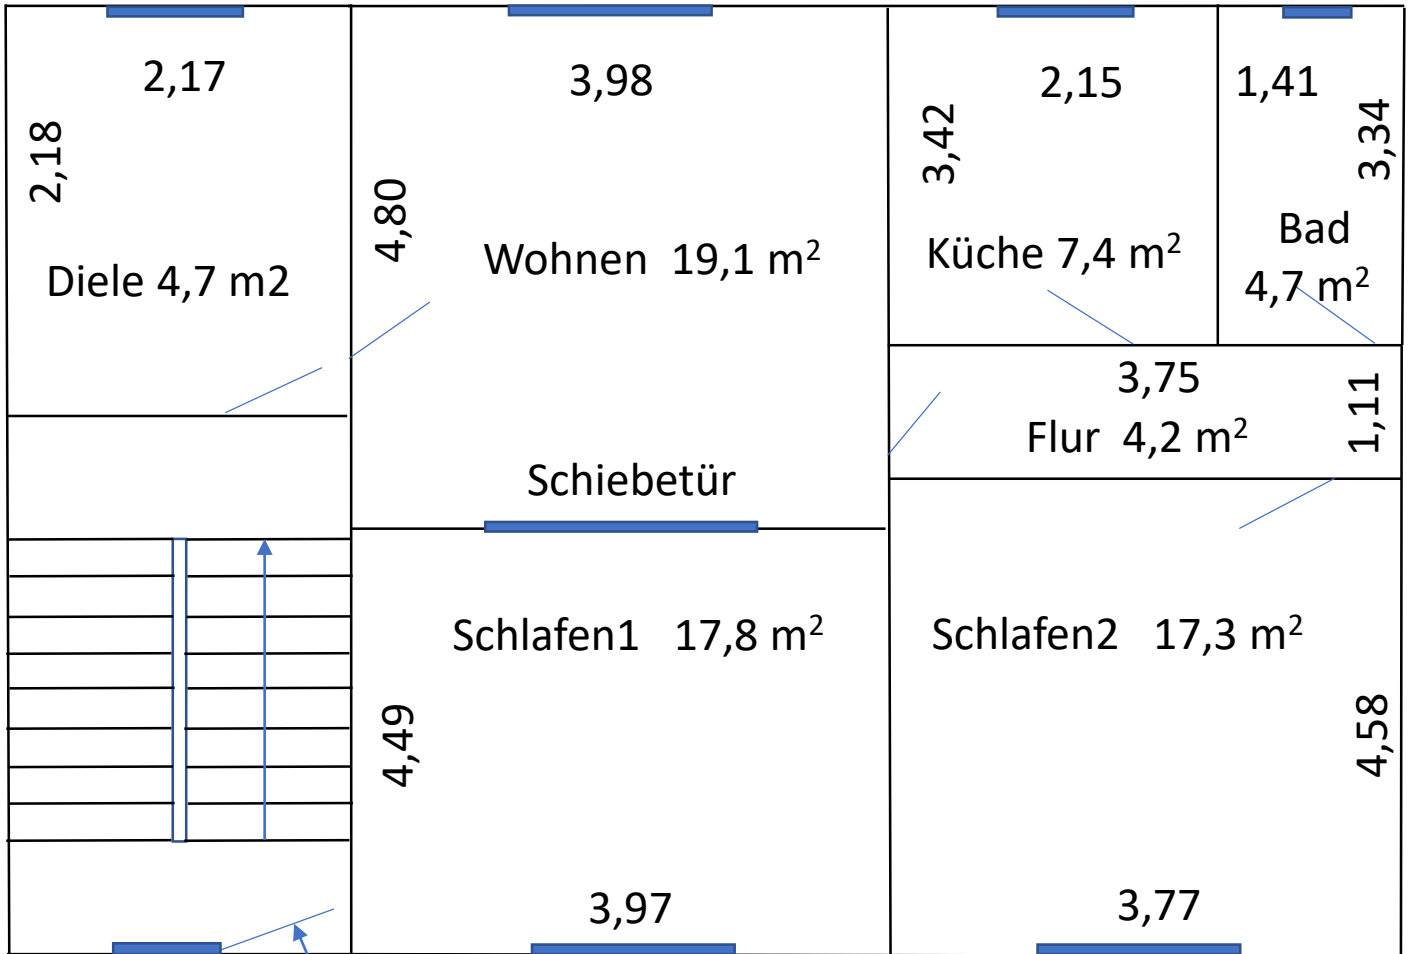 2,17
3,98
2,15
1,41
2,18
4,80
3,42
3,34
Diele 4,7 m2
Wohnen 19,1 m²
Küche 7,4 m²
Bad
4,7 m²
3,75
1,11
Flur 4,2 m²
Schiebetür
Schlafen1 17,8 m²
Schlafen2 17,3 m²
4,49
4,58
3,97
3,77